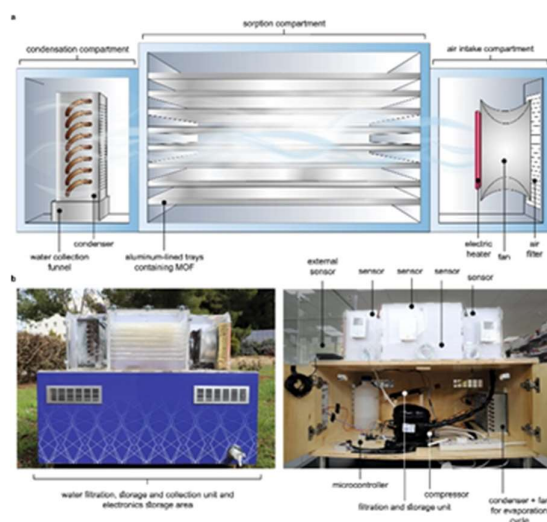 a
sorption compartment
condensation compartment
air intake compartment
water collection
funnel
condenser
aluminum-lined trays
containing MOF
electric
heater
fan
air
filter
b
external
sensor
sensor
sensor
sensor
sensor
water filtration, storage and collection unit and
electronics storage area
microcontroller
filtration and storage unit
compressor
condenser + fan
for evaporation
cycle